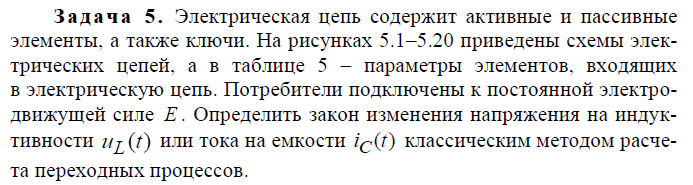 Задача 5. Электрическая цепь содержит активные и пассивные
элементы, а также ключи. На рисунках 5.1–5.20 приведены схемы элек-
трических цепей, а в таблице 5 – параметры элементов, входящих
в электрическую цепь. Потребители подключены к постоянной электро-
движущей силе E. Определить закон изменения напряжения на индук-
тивности u_L(t) или тока на емкости i_C(t) классическим методом расче-
та переходных процессов.